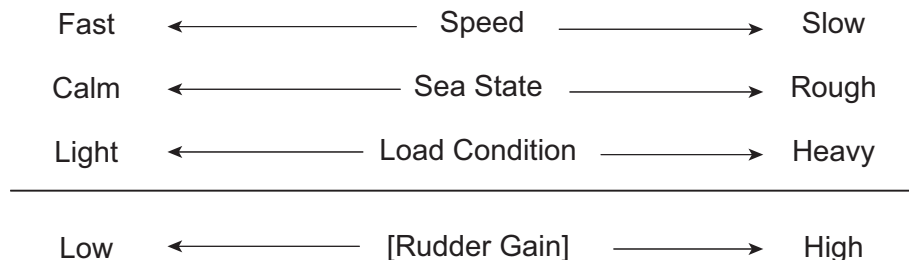 Fast Speed Slow
Calm Sea State Rough
Light Load Condition Heavy
Low [Rudder Gain] High